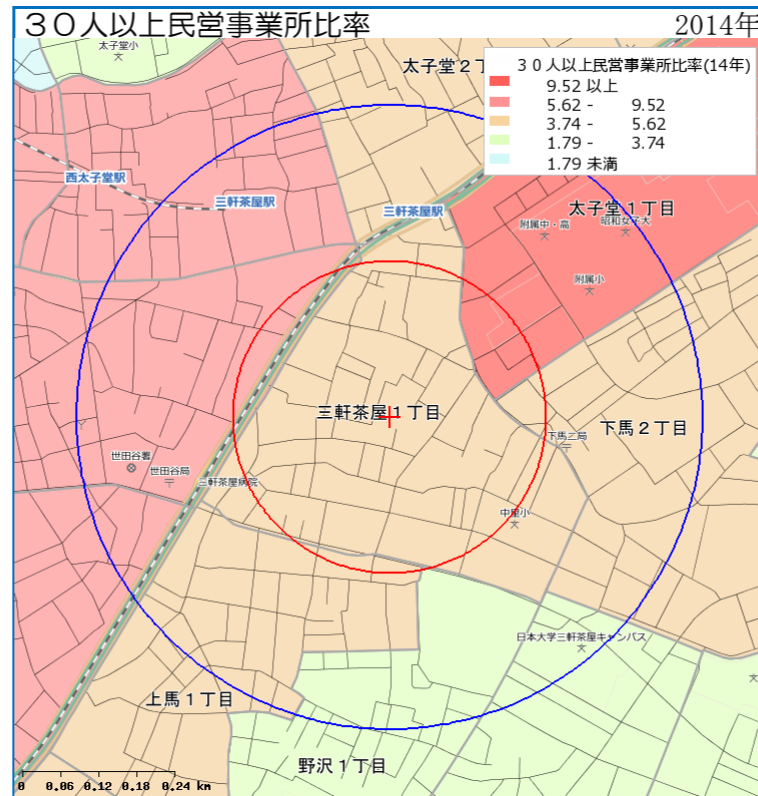 ３０人以上民営事業所比率
2014年
太子堂小
太子堂２丁
３０人以上民営事業所比率(14年)
9.52 以上
5.62 - 9.52
3.74 - 5.62
1.79 - 3.74
1.79 未満
西太子堂駅
三軒茶屋駅
三軒茶屋駅
太子堂１丁目
附属中・高
昭和女子大
附属小
三軒茶屋１丁目
下馬２丁目
下馬二局
世田谷署
世田谷局
三軒茶屋病院
中里小
日本大学三軒茶屋キャンパス
上馬１丁目
野沢１丁目
0 0.06 0.12 0.18 0.24 km